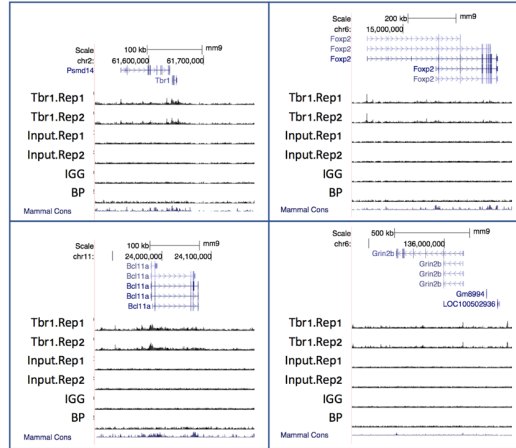 Scale 100 kb mm9
chr2: 61,600,000 61,700,000
Psmd14
Tbr1
Tbr1.Rep1
Tbr1.Rep2
Input.Rep1
Input.Rep2
IGG
BP
Mammal Cons
Scale 200 kb mm9
chr6: 15,000,000
Foxp2
Foxp2
Foxp2
Foxp2
Foxp2
Tbr1.Rep1
Tbr1.Rep2
Input.Rep1
Input.Rep2
IGG
BP
Mammal Cons
Scale 100 kb mm9
chr11: 24,000,000 24,100,000
Bcl11a
Bcl11a
Bcl11a
Bcl11a
Bcl11a
Tbr1.Rep1
Tbr1.Rep2
Input.Rep1
Input.Rep2
IGG
BP
Mammal Cons
Scale 500 kb mm9
chr6: 136,000,000
Grin2b Grin2b
Grin2b
Grin2b
Grin2b
Gm8994
LOC100502936
Tbr1.Rep1
Tbr1.Rep2
Input.Rep1
Input.Rep2
IGG
BP
Mammal Cons